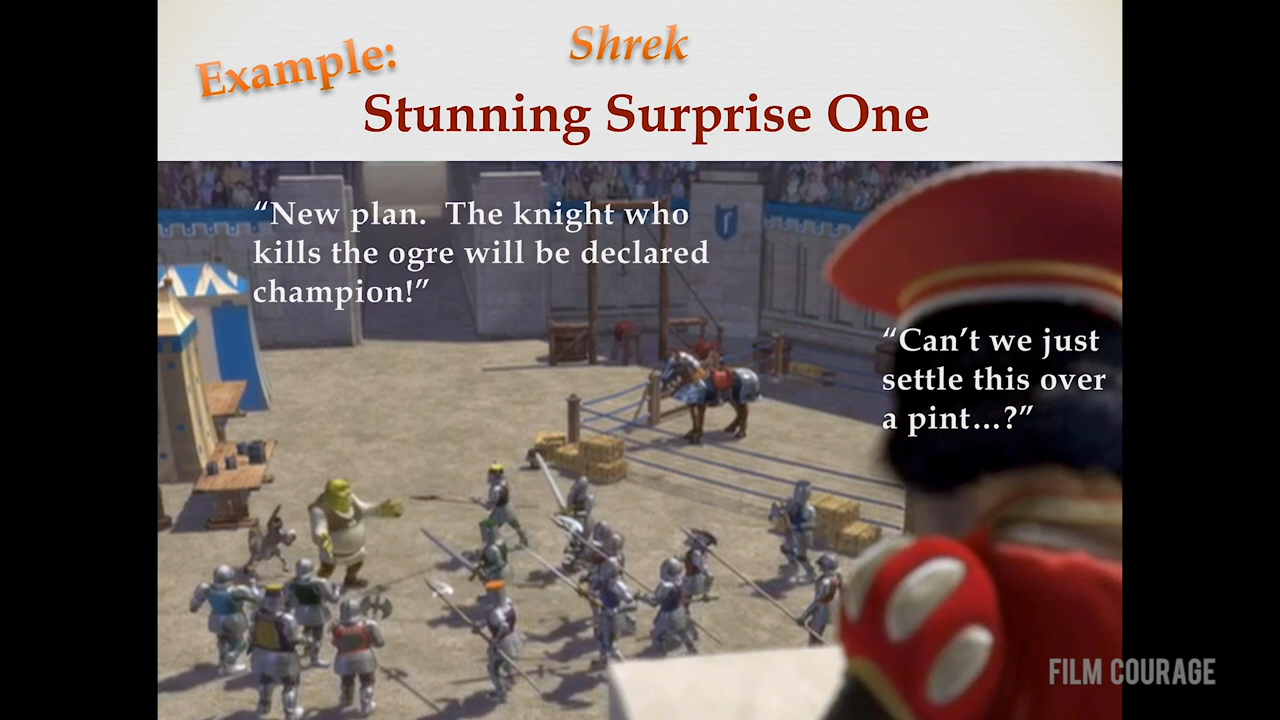 Example:
Shrek
Stunning Surprise One
“New plan.  The knight who
kills the ogre will be declared
champion!”
“Can’t we just
settle this over
a pint…?”
FILM COURAGE